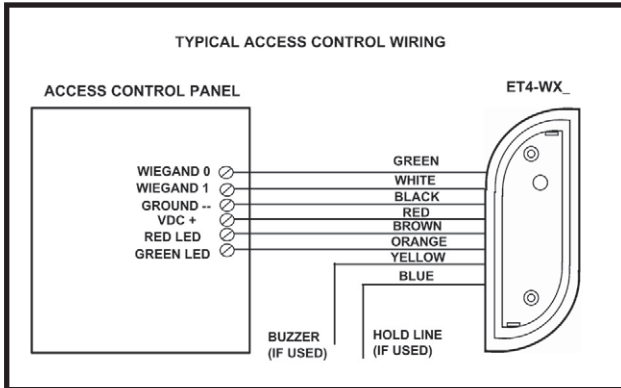 TYPICAL ACCESS CONTROL WIRING
ACCESS CONTROL PANEL
ET4-WX_
WIEGAND 0
WIEGAND 1
GROUND --
VDC +
RED LED
GREEN LED
GREEN
WHITE
BLACK
RED
BROWN
ORANGE
YELLOW
BLUE
BUZZER
(IF USED)
HOLD LINE
(IF USED)